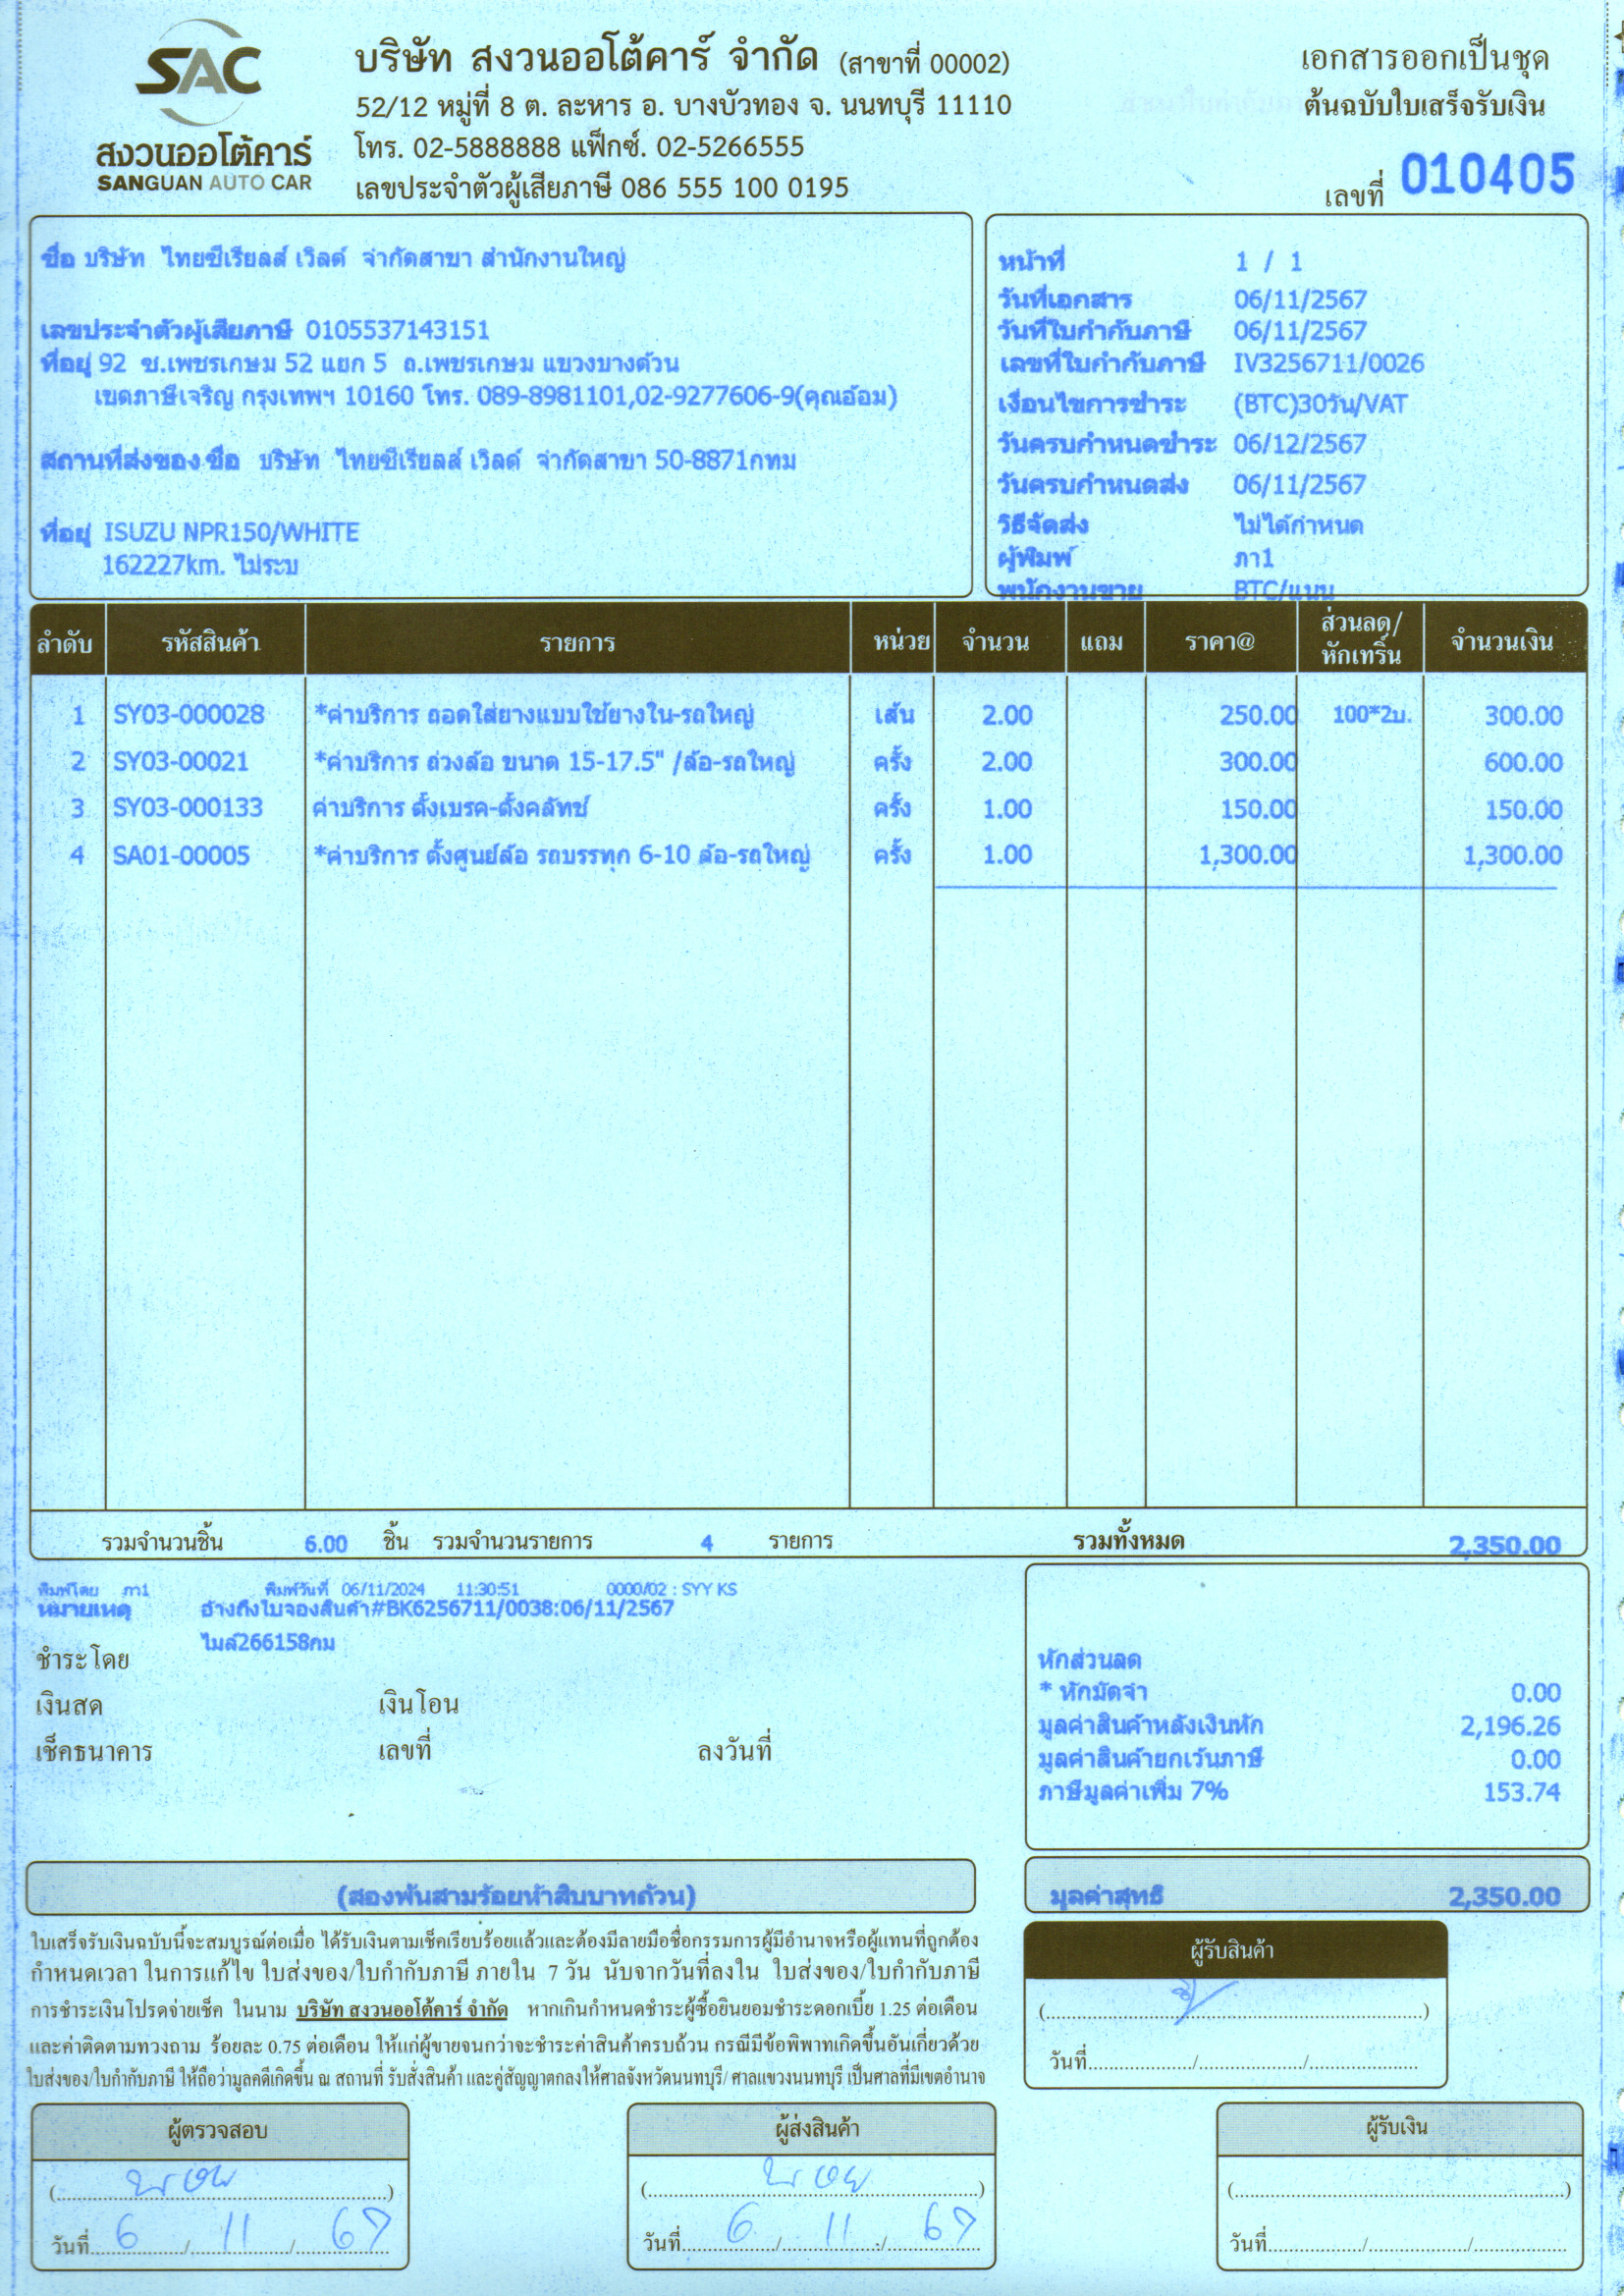 SAC
สงวนออโต้คาร์
SANGUAN AUTO CAR
บริษัท สงวนออโต้คาร์ จำกัด (สาขาที่ 00002)
52/12 หมู่ที่ 8 ต. ละหาร อ. บางบัวทอง จ. นนทบุรี 11110
โทร. 02-5888888 แฟ็กซ์. 02-5266555
เลขประจำตัวผู้เสียภาษี 086 555 100 0195
เอกสารออกเป็นชุด
ต้นฉบับใบเสร็จรับเงิน
เลขที่ 010405
ชื่อ บริษัท ไทยซีเรียลส์ เวิลด์ จำกัดสาขา สำนักงานใหญ่
เลขประจำตัวผู้เสียภาษี 0105537143151
ที่อยู่ 92 ซ.เพชรเกษม 52 แยก 5 ถ.เพชรเกษม แขวงบางด้วน
เขตภาษีเจริญ กรุงเทพฯ 10160 โทร. 089-8981101,02-9277606-9(คุณอ้อม)
สถานที่ส่งของ ชื่อ บริษัท ไทยซีเรียลส์ เวิลด์ จำกัดสาขา 50-8871กทม
ที่อยู่ ISUZU NPR150/WHITE
162227km. ไม่ระบุ
หน้าที่ 1 / 1
วันที่เอกสาร 06/11/2567
วันที่ใบกำกับภาษี 06/11/2567
เลขที่ใบกำกับภาษี IV3256711/0026
เงื่อนไขการชำระ (BTC)30วัน/VAT
วันครบกำหนดชำระ 06/12/2567
วันครบกำหนดส่ง 06/11/2567
วิธีจัดส่ง ไม่ได้กำหนด
ผู้พิมพ์ ภา1
พนักงานขาย BTC/แบน
ลำดับ รหัสสินค้า รายการ หน่วย จำนวน แถม ราคา@ ส่วนลด/หักเทริ์น จำนวนเงิน
1 SY03-000028 *ค่าบริการ ถอดใส่ยางแบบใช้ยางใน-รถใหญ่ เส้น 2.00 250.00 100*2บ. 300.00
2 SY03-00021 *ค่าบริการ ถ่วงล้อ ขนาด 15-17.5" /ล้อ-รถใหญ่ ครั้ง 2.00 300.00 600.00
3 SY03-000133 ค่าบริการ ตั้งเบรค-ตั้งคลัทช์ ครั้ง 1.00 150.00 150.00
4 SA01-00005 *ค่าบริการ ตั้งศูนย์ล้อ รถบรรทุก 6-10 ล้อ-รถใหญ่ ครั้ง 1.00 1,300.00 1,300.00
รวมจำนวนชิ้น 6.00 ชิ้น รวมจำนวนรายการ 4 รายการ รวมทั้งหมด 2,350.00
พิมพ์โดย ภา1 พิมพ์วันที่ 06/11/2024 11:30:51 0000/02 : SYY KS
หมายเหตุ อ้างถึงใบจองสินค้า#BK6256711/0038:06/11/2567
ไมล์266158กม
ชำระโดย
เงินสด เงินโอน
เช็คธนาคาร เลขที่ ลงวันที่
หักส่วนลด
* หักมัดจำ 0.00
มูลค่าสินค้าหลังเงินหัก 2,196.26
มูลค่าสินค้ายกเว้นภาษี 0.00
ภาษีมูลค่าเพิ่ม 7% 153.74
(สองพันสามร้อยห้าสิบบาทถ้วน)
มูลค่าสุทธิ 2,350.00
ใบเสร็จรับเงินฉบับนี้จะสมบูรณ์ต่อเมื่อ ได้รับเงินตามเช็คเรียบร้อยแล้วและต้องมีลายมือชื่อกรรมการผู้มีอำนาจหรือผู้แทนที่ถูกต้อง
กำหนดเวลา ในการแก้ไข ใบส่งของ/ใบกำกับภาษี ภายใน 7 วัน นับจากวันที่ลงใน ใบส่งของ/ใบกำกับภาษี
การชำระเงินโปรดจ่ายเช็ค ในนาม บริษัท สงวนออโต้คาร์ จำกัด หากเกินกำหนดชำระผู้ซื้อยินยอมชำระดอกเบี้ย 1.25 ต่อเดือน
และค่าติดตามทวงถาม ร้อยละ 0.75 ต่อเดือน ให้แก่ผู้ขายจนกว่าจะชำระค่าสินค้าครบถ้วน กรณีมีข้อพิพาทเกิดขึ้นอันเกี่ยวด้วย
ใบส่งของ/ใบกำกับภาษี ให้ถือว่ามูลคดีเกิดขึ้น ณ สถานที่ รับสั่งสินค้า และคู่สัญญาตกลงให้ศาลจังหวัดนนทบุรี/ ศาลแขวงนนทบุรี เป็นศาลที่มีเขตอำนาจ
ผู้รับสินค้า
(....................)
วันที่........../........../..........
ผู้ตรวจสอบ
วันที่ 6 / 11 / 67
ผู้ส่งสินค้า
วันที่ 6 / 11 / 67
ผู้รับเงิน
(....................)
วันที่........../........../..........